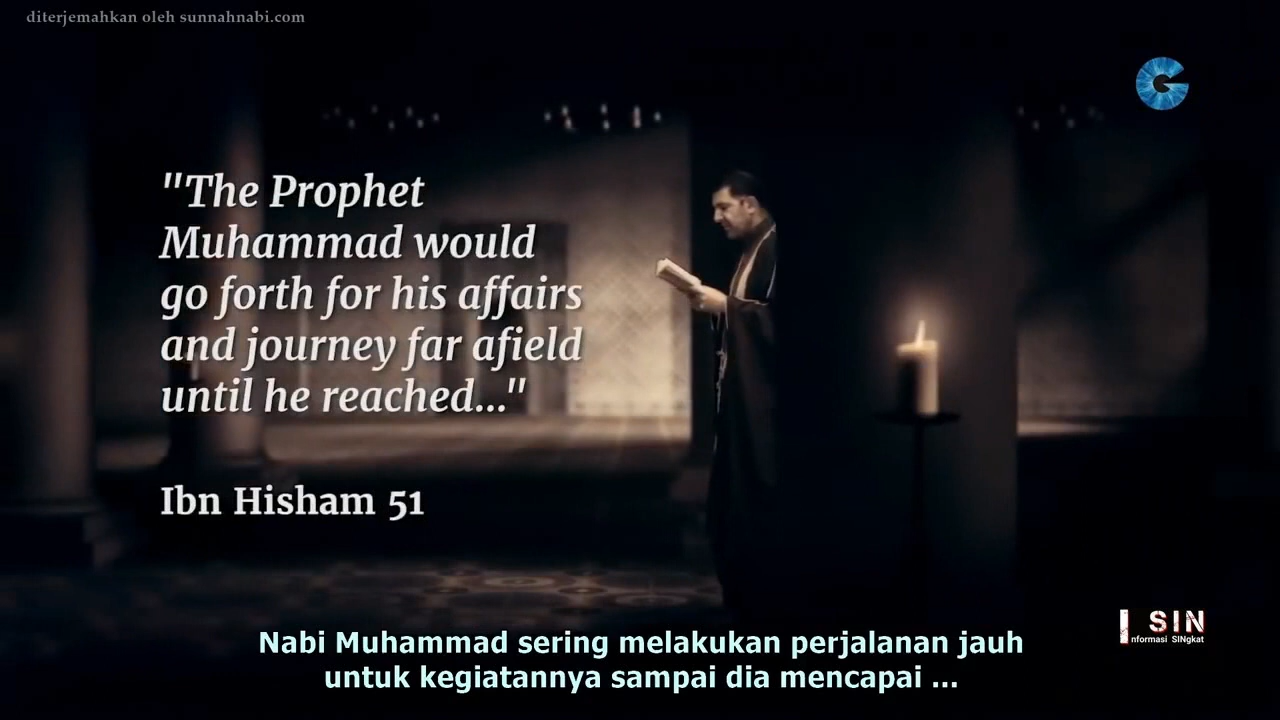 diterjemahkan oleh sunnahnabi.com
G
"The Prophet
Muhammad would
go forth for his affairs
and journey far afield
until he reached..."
Ibn Hisham 51
I SIN
nformasi SINgkat
Nabi Muhammad sering melakukan perjalanan jauh
untuk kegiatannya sampai dia mencapai ...